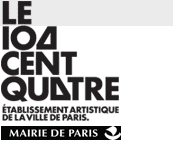 LE
104
CENT
QUATRE
ÉTABLISSEMENT ARTISTIQUE
DE LA VILLE DE PARIS.
MAIRIE DE PARIS